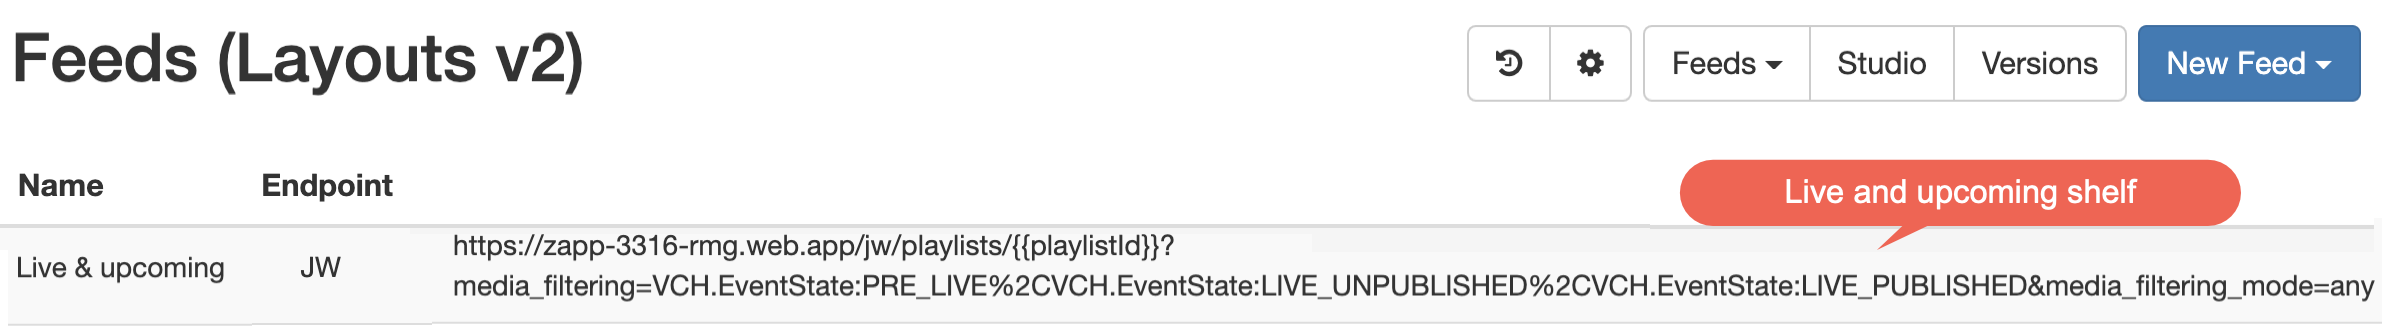 Feeds (Layouts v2)
Feeds Studio Versions New Feed
Name Endpoint
Live and upcoming shelf
https://zapp-3316-rmg.web.app/jw/playlists/{{playlistId}}?
Live & upcoming JW
media_filtering=VCH.EventState:PRE_LIVE%2CVCH.EventState:LIVE_UNPUBLISHED%2CVCH.EventState:LIVE_PUBLISHED&media_filtering_mode=any